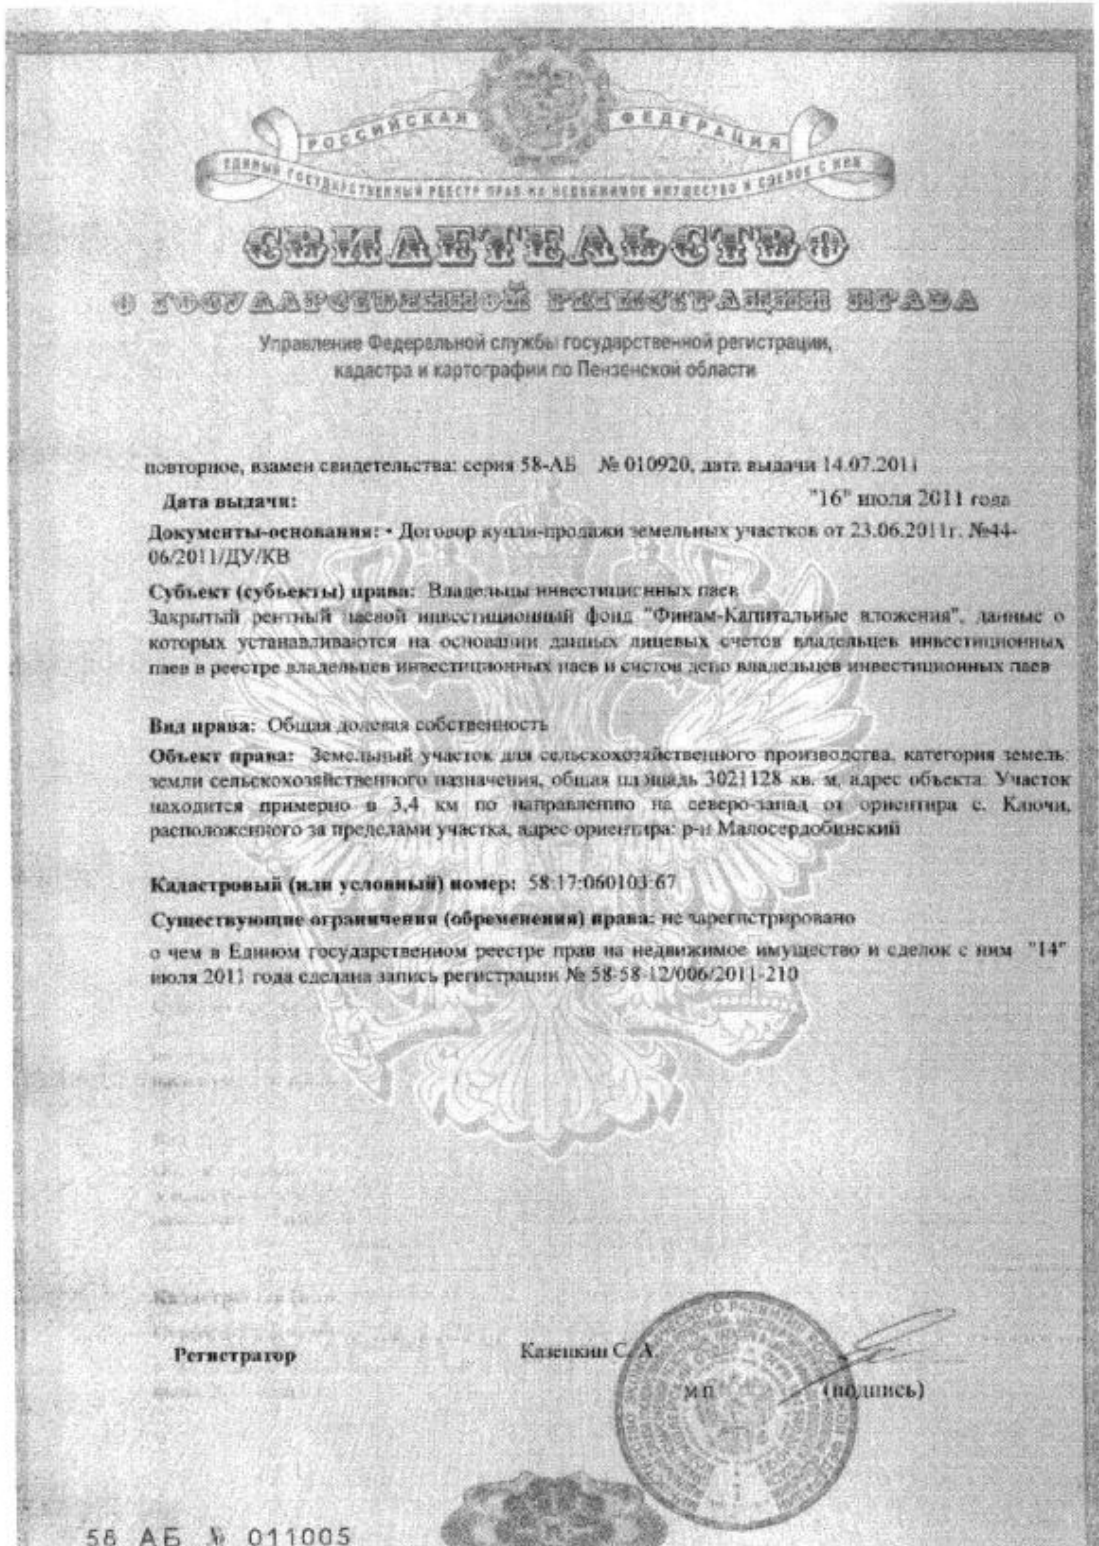 РОССИЙСКАЯ ФЕДЕРАЦИЯ
ЕДИНЫЙ ГОСУДАРСТВЕННЫЙ РЕЕСТР ПРАВ НА НЕДВИЖИМОЕ ИМУЩЕСТВО И СДЕЛОК С НИМ
СВИДЕТЕЛЬСТВО
О ГОСУДАРСТВЕННОЙ РЕГИСТРАЦИИ ПРАВА
Управление Федеральной службы государственной регистрации,
кадастра и картографии по Пензенской области
повторное, взамен свидетельства: серия 58-АБ № 010920, дата выдачи 14.07.2011
Дата выдачи: "16" июля 2011 года
Документы-основания: • Договор купли-продажи земельных участков от 23.06.2011г. №44-
06/2011/ДУ/КВ
Субъект (субъекты) права: Владельцы инвестиционных паев
Закрытый рентный паевой инвестиционный фонд "Финам-Капитальные вложения", данные о
которых устанавливаются на основании данных лицевых счетов владельцев инвестиционных
паев в реестре владельцев инвестиционных паев и счетов депо владельцев инвестиционных паев
Вид права: Общая долевая собственность
Объект права: Земельный участок для сельскохозяйственного производства, категория земель:
земли сельскохозяйственного назначения, общая площадь 3021128 кв. м, адрес объекта: Участок
находится примерно в 3,4 км по направлению на северо-запад от ориентира с. Ключи,
расположенного за пределами участка, адрес ориентира: р-н Малосердобинский
Кадастровый (или условный) номер: 58:17:060103:67
Существующие ограничения (обременения) права: не зарегистрировано
о чем в Едином государственном реестре прав на недвижимое имущество и сделок с ним "14"
июля 2011 года сделана запись регистрации № 58-58-12/006/2011-210
Регистратор Казенкин С. А.
м.п. (подпись)
58 АБ № 011005